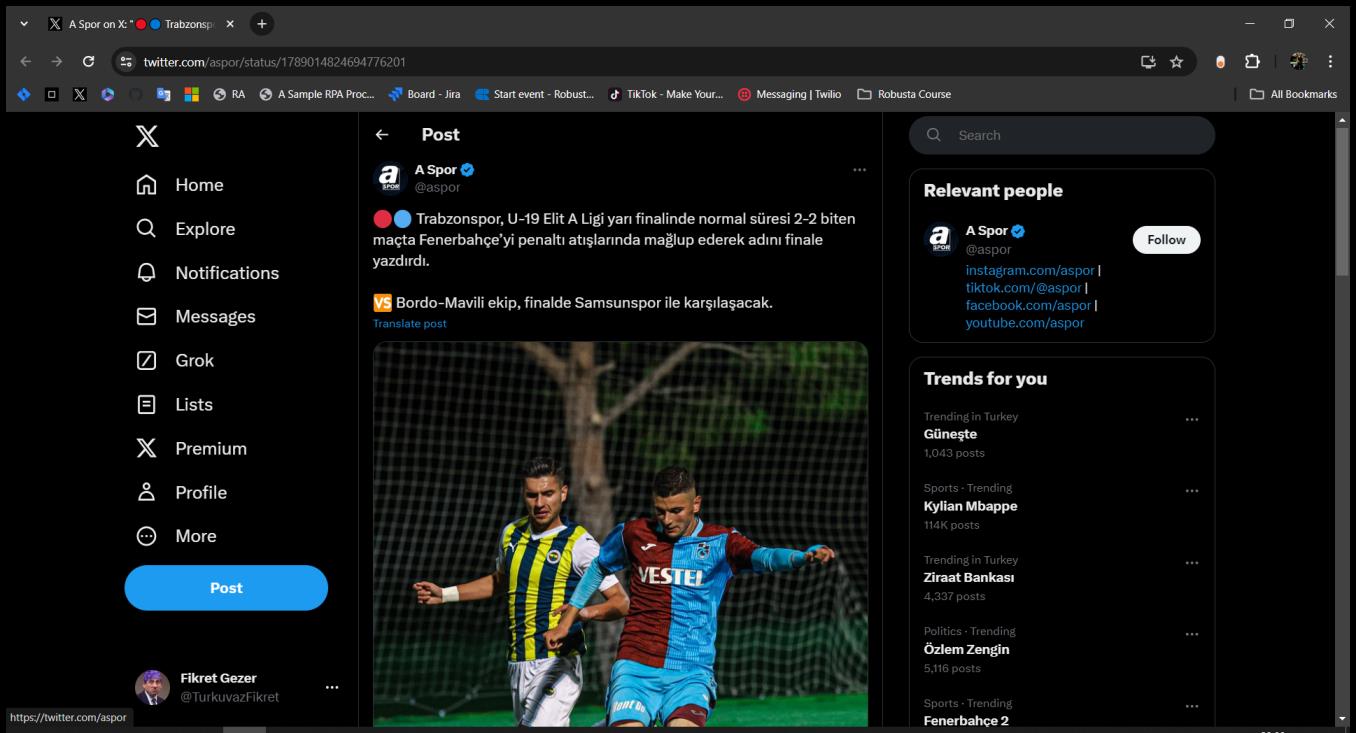 A Spor on X: "🔴🔵 Trabzonsp
twitter.com/aspor/status/1789014824694776201
RA
A Sample RPA Proc...
Board - Jira
Start event - Robust...
TikTok - Make Your...
Messaging | Twilio
Robusta Course
All Bookmarks
Home
Explore
Notifications
Messages
Grok
Lists
Premium
Profile
More
Post
Fikret Gezer
@TurkuvazFikret
https://twitter.com/aspor
Post
a SPOR
A Spor
@aspor
🔴🔵 Trabzonspor, U-19 Elit A Ligi yarı finalinde normal süresi 2-2 biten
maçta Fenerbahçe’yi penaltı atışlarında mağlup ederek adını finale
yazdırdı.
🆚 Bordo-Mavili ekip, finalde Samsunspor ile karşılaşacak.
Translate post
VESTEL
Search
Relevant people
a SPOR
A Spor
@aspor
Follow
instagram.com/aspor |
tiktok.com/@aspor |
facebook.com/aspor |
youtube.com/aspor
Trends for you
Trending in Turkey
Güneşte
1,043 posts
Sports · Trending
Kylian Mbappe
114K posts
Trending in Turkey
Ziraat Bankası
4,337 posts
Politics · Trending
Özlem Zengin
5,116 posts
Sports · Trending
Fenerbahçe 2